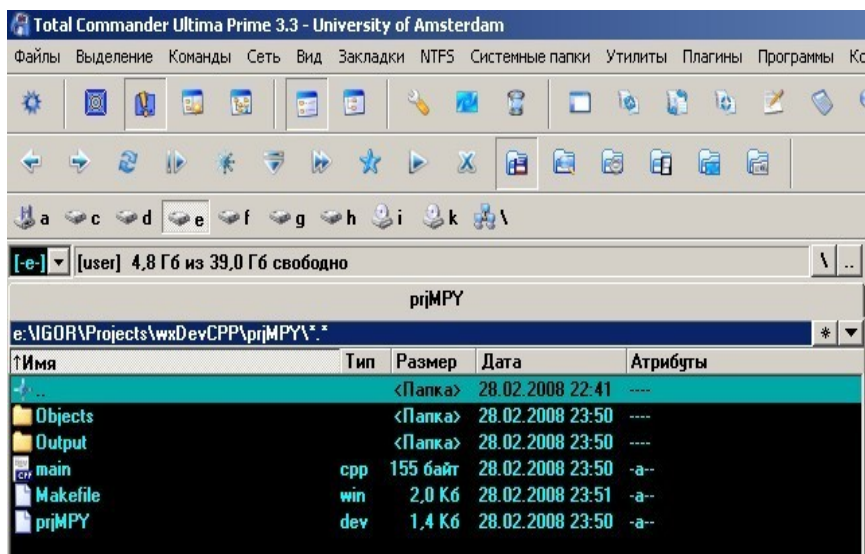 Total Commander Ultima Prime 3.3 - University of Amsterdam
Файлы Выделение Команды Сеть Вид Закладки NTFS Системные папки Утилиты Плагины Программы Ко
a c d e f g h i k \
[-e-] [user] 4,8 Гб из 39,0 Гб свободно \ ..
prjMPY
e:\IGOR\Projects\wxDevCPP\prjMPY\*.* * ▼
↑Имя Тип Размер Дата Атрибуты
.. <Папка> 28.02.2008 22:41 ----
Objects <Папка> 28.02.2008 23:50 ----
Output <Папка> 28.02.2008 23:50 ----
main cpp 155 байт 28.02.2008 23:50 -a--
Makefile win 2,0 Кб 28.02.2008 23:51 -a--
prjMPY dev 1,4 Кб 28.02.2008 23:50 -a--